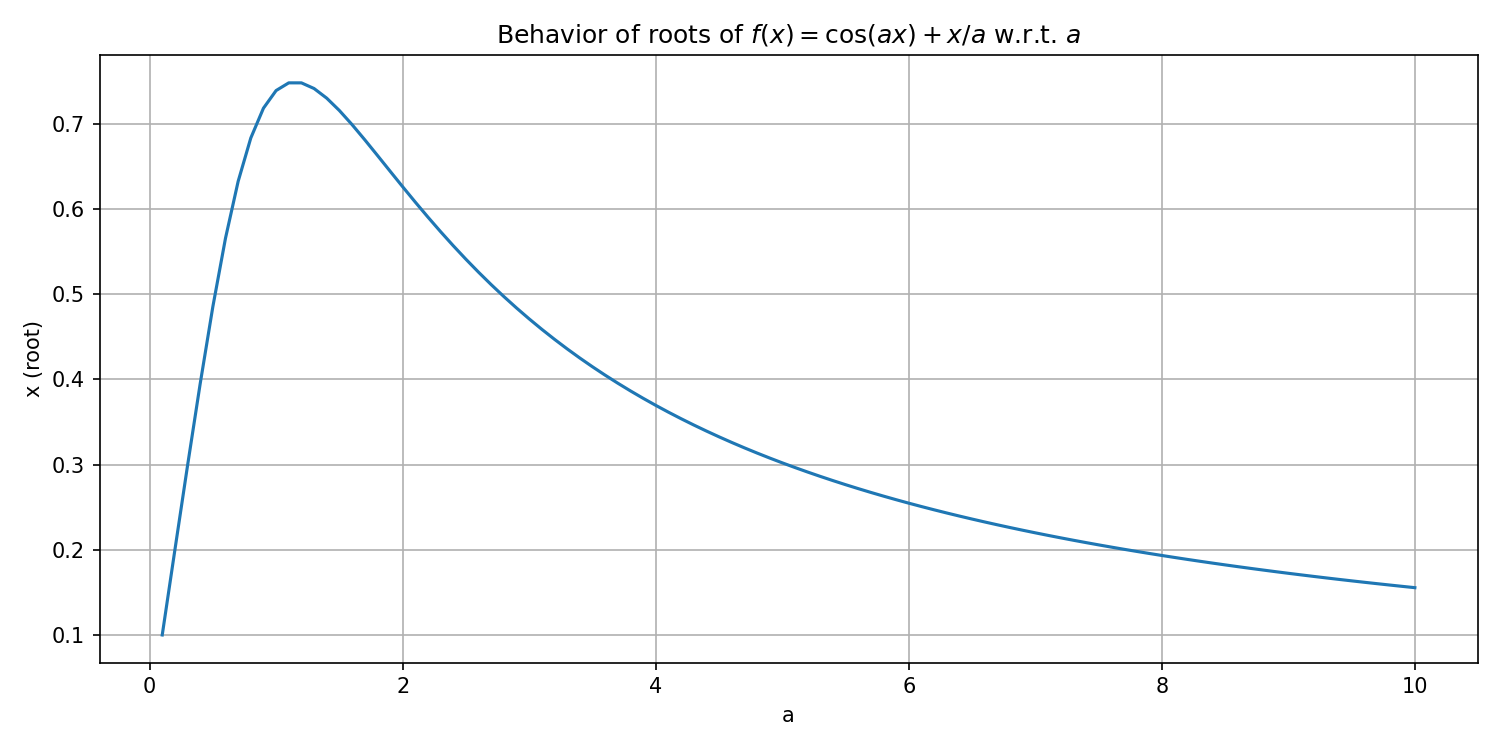 Behavior of roots of f(x) = cos(ax) + x/a w.r.t. a
x (root)
0.7
0.6
0.5
0.4
0.3
0.2
0.1
0 2 4 6 8 10
a